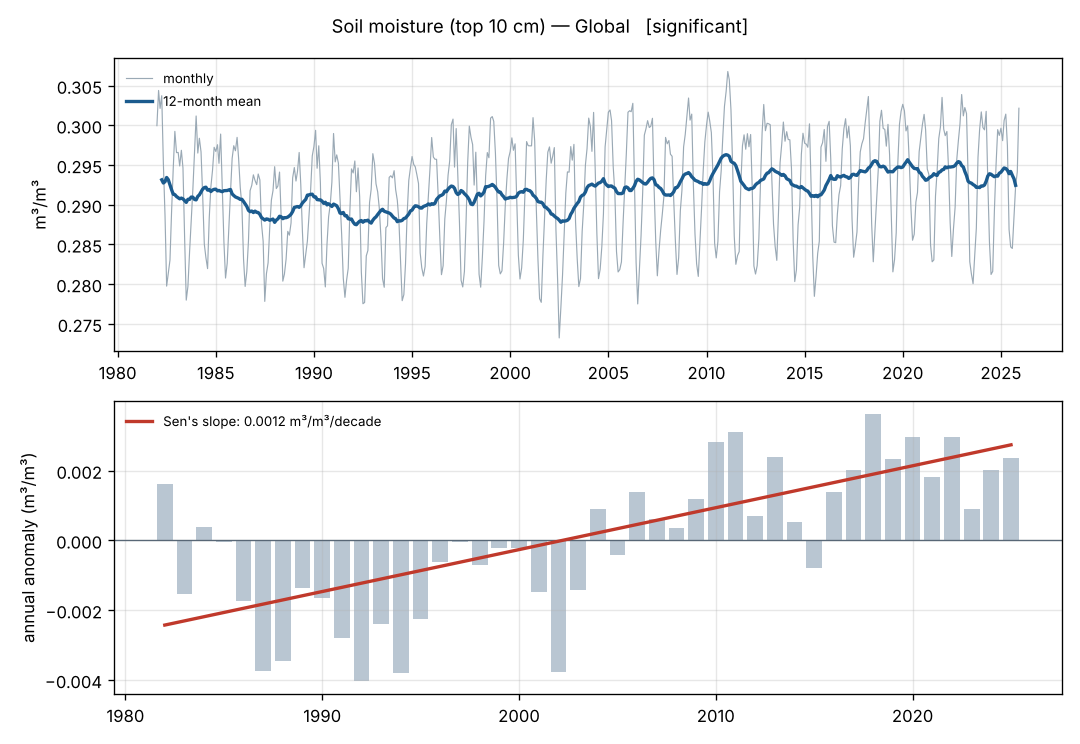 Soil moisture (top 10 cm) — Global [significant]
monthly
12-month mean
m³/m³
0.305
0.300
0.295
0.290
0.285
0.280
0.275
1980 1985 1990 1995 2000 2005 2010 2015 2020 2025
Sen's slope: 0.0012 m³/m³/decade
annual anomaly (m³/m³)
0.002
0.000
−0.002
−0.004
1980 1990 2000 2010 2020